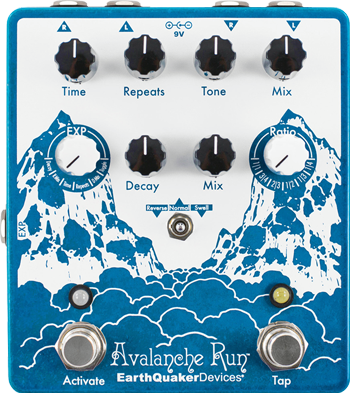 R L R L
9V
Time Repeats Tone Mix
EXP Ratio
Decay Mix
Reverse Normal Swell
EXP
Avalanche Run
EarthQuakerDevices®
Activate Tap